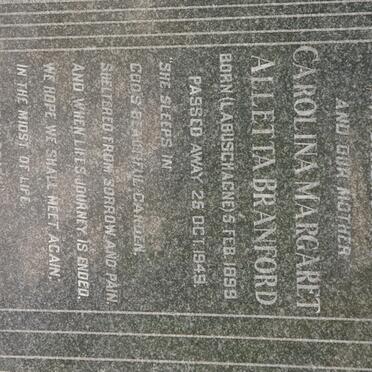 AND OUR MOTHER
CAROLINA MARGARET
ALLETTA BRANFORD
BORN (LABUSCHAGNE) 6 FEB. 1898
PASSED AWAY 25 OCT. 1949.
"SHE SLEEPS IN
GODS BEAUTIFUL GARDEN,
SHELTERED FROM SORROW AND PAIN,
AND WHEN LIFES JOURNEY IS ENDED,
WE HOPE WE SHALL MEET AGAIN."
IN THE MIDST OF LIFE